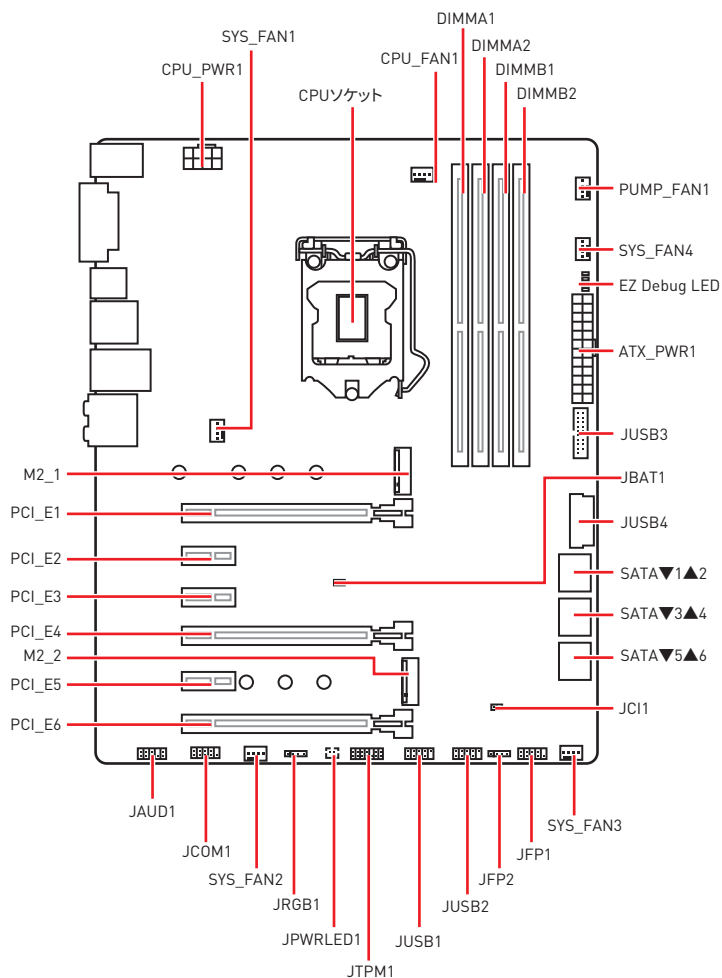 DIMMA1
SYS_FAN1
DIMMA2
CPU_FAN1
CPU_PWR1
DIMMB1
CPUソケット
DIMMB2
PUMP_FAN1
SYS_FAN4
EZ Debug LED
ATX_PWR1
JUSB3
M2_1
JBAT1
PCI_E1
JUSB4
PCI_E2
SATA▼1▲2
PCI_E3
SATA▼3▲4
PCI_E4
M2_2
SATA▼5▲6
PCI_E5
JCI1
PCI_E6
JAUD1
SYS_FAN3
JCOM1
JFP1
SYS_FAN2
JFP2
JRGB1
JUSB2
JPWRLED1
JUSB1
JTPM1